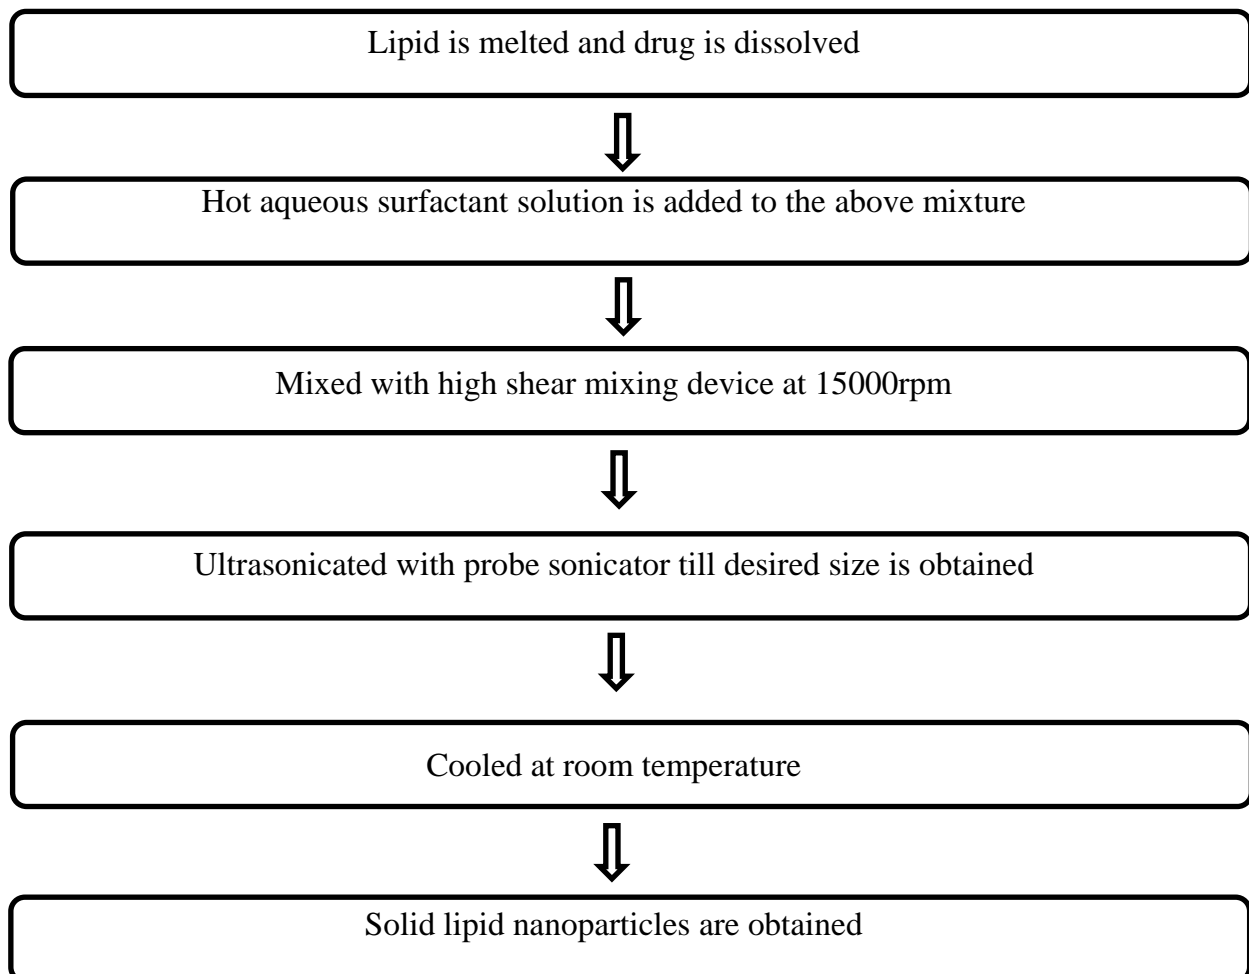 Lipid is melted and drug is dissolved
Hot aqueous surfactant solution is added to the above mixture
Mixed with high shear mixing device at 15000rpm
Ultrasonicated with probe sonicator till desired size is obtained
Cooled at room temperature
Solid lipid nanoparticles are obtained